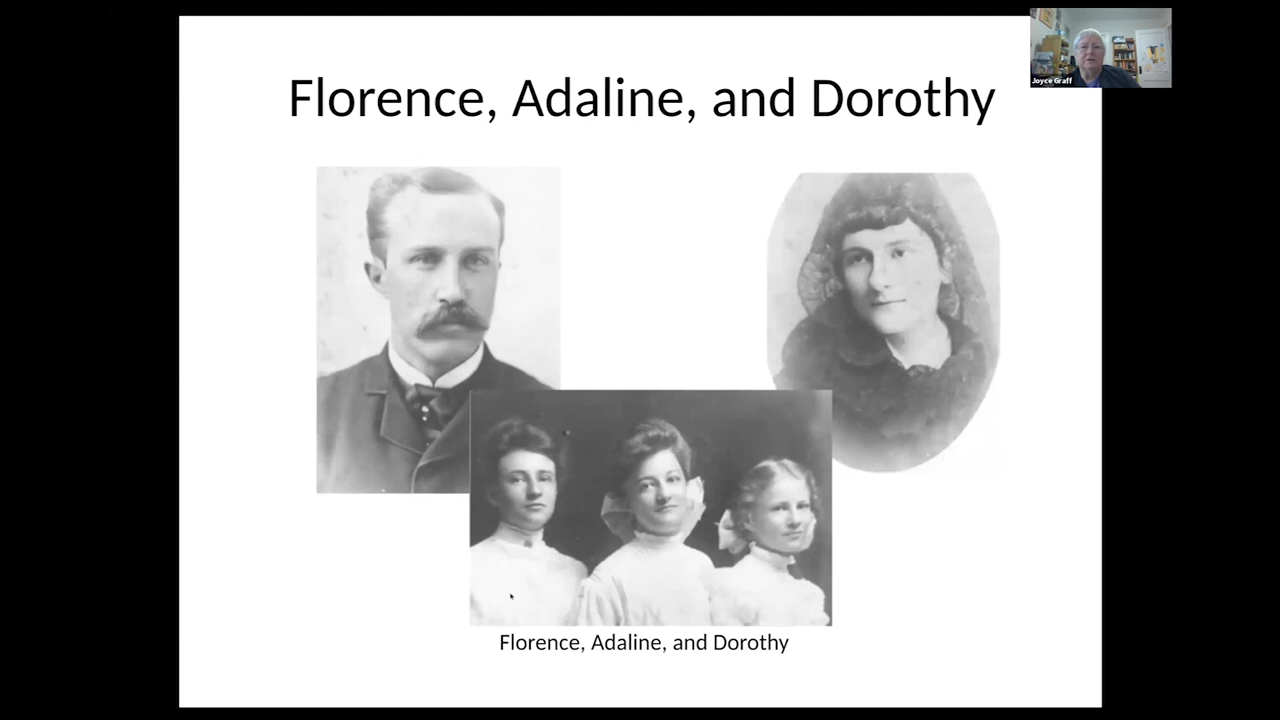 Florence, Adaline, and Dorothy
Joyce Graff
Florence, Adaline, and Dorothy